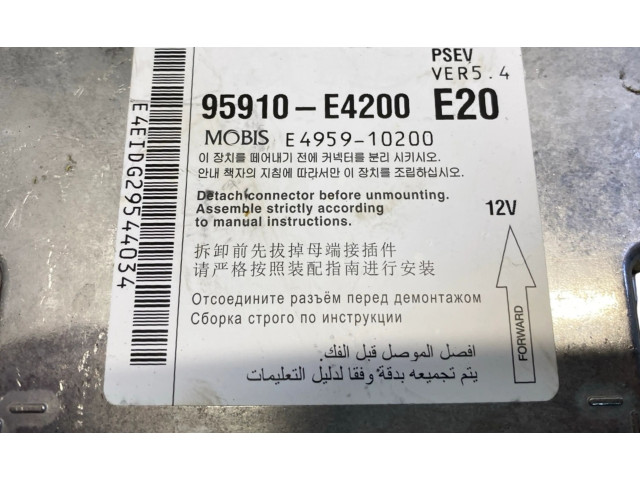 PSEV
VER5.4
95910-E4200 E20
MOBIS E4959-10200
이 장치를 떼어내기 전에 커넥터를 분리 시키시오.
안내 책자의 지침에 따라서만 이 장치를 조립하십시오.
Detach connector before unmounting.
Assemble strictly according
to manual instructions.
12V
拆卸前先拔掉母端接插件
请严格按照装配指南进行安装
Отсоедините разъём перед демонтажом
Сборка строго по инструкции
افصل الموصل قبل الفك.
يتم تجميعه بدقة وفقا لدليل التعليمات
FORWARD
E4EIDG29544034